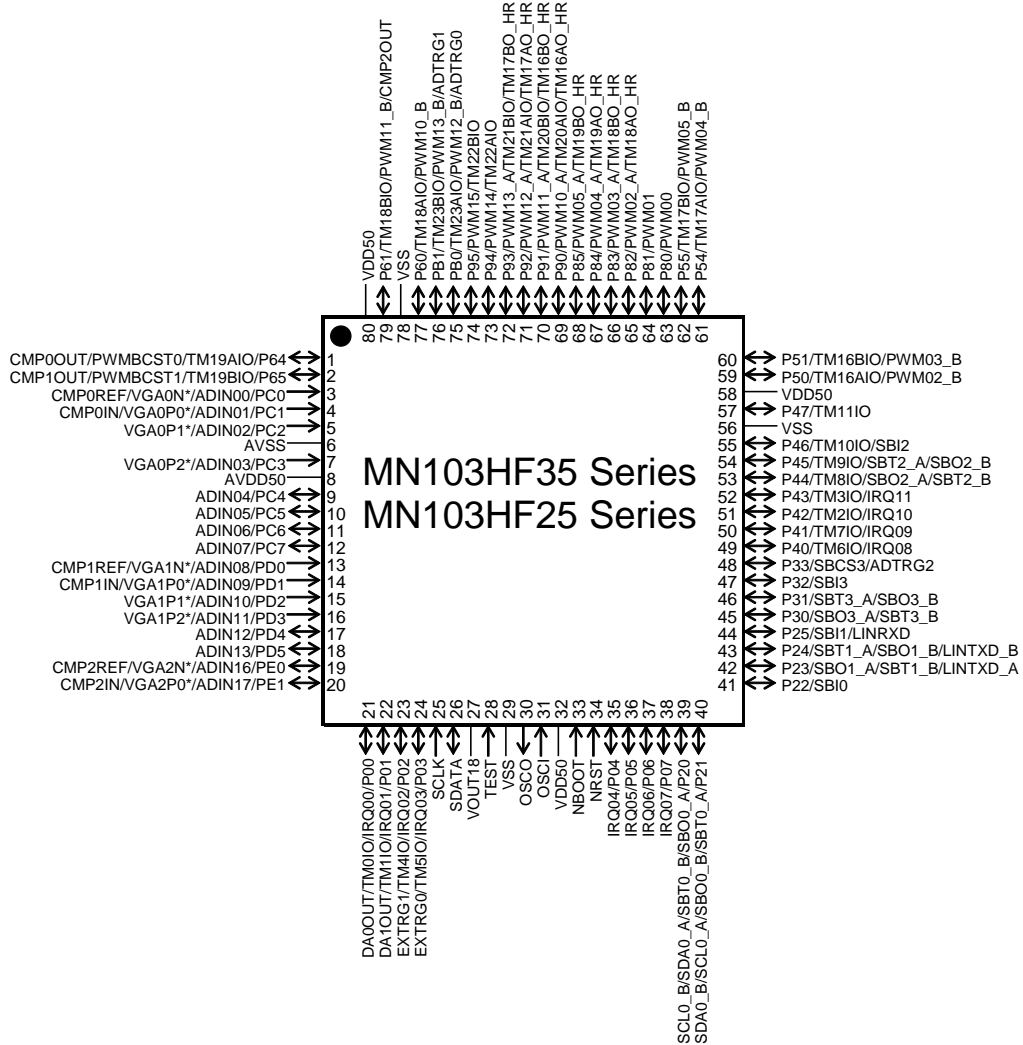 VDD50
P61/TM18BIO/PWM11_B/CMP2OUT
VSS
P60/TM18AIO/PWM10_B
PB1/TM23BIO/PWM13_B/ADTRG1
PB0/TM23AIO/PWM12_B/ADTRG0
P95/PWM15/TM22BIO
P94/PWM14/TM22AIO
P93/PWM13_A/TM21BIO/TM17BO_HR
P92/PWM12_A/TM21AIO/TM17AO_HR
P91/PWM11_A/TM20BIO/TM16BO_HR
P90/PWM10_A/TM20AIO/TM16AO_HR
P85/PWM05_A/TM19BO_HR
P84/PWM04_A/TM19AO_HR
P83/PWM03_A/TM18BO_HR
P82/PWM02_A/TM18AO_HR
P81/PWM01
P80/PWM00
P55/TM17BIO/PWM05_B
P54/TM17AIO/PWM04_B
80 79 78 77 76 75 74 73 72 71 70 69 68 67 66 65 64 63 62 61
CMP0OUT/PWMBCST0/TM19AIO/P64 1
CMP1OUT/PWMBCST1/TM19BIO/P65 2
CMP0REF/VGA0N*/ADIN00/PC0 3
CMP0IN/VGA0P0*/ADIN01/PC1 4
VGA0P1*/ADIN02/PC2 5
AVSS 6
VGA0P2*/ADIN03/PC3 7
AVDD50 8
ADIN04/PC4 9
ADIN05/PC5 10
ADIN06/PC6 11
ADIN07/PC7 12
CMP1REF/VGA1N*/ADIN08/PD0 13
CMP1IN/VGA1P0*/ADIN09/PD1 14
VGA1P1*/ADIN10/PD2 15
VGA1P2*/ADIN11/PD3 16
ADIN12/PD4 17
ADIN13/PD5 18
CMP2REF/VGA2N*/ADIN16/PE0 19
CMP2IN/VGA2P0*/ADIN17/PE1 20
MN103HF35 Series
MN103HF25 Series
60 P51/TM16BIO/PWM03_B
59 P50/TM16AIO/PWM02_B
58 VDD50
57 P47/TM11IO
56 VSS
55 P46/TM10IO/SBI2
54 P45/TM9IO/SBT2_A/SBO2_B
53 P44/TM8IO/SBO2_A/SBT2_B
52 P43/TM3IO/IRQ11
51 P42/TM2IO/IRQ10
50 P41/TM7IO/IRQ09
49 P40/TM6IO/IRQ08
48 P33/SBCS3/ADTRG2
47 P32/SBI3
46 P31/SBT3_A/SBO3_B
45 P30/SBO3_A/SBT3_B
44 P25/SBI1/LINRXD
43 P24/SBT1_A/SBO1_B/LINTXD_B
42 P23/SBO1_A/SBT1_B/LINTXD_A
41 P22/SBI0
21 22 23 24 25 26 27 28 29 30 31 32 33 34 35 36 37 38 39 40
DA0OUT/TM0IO/IRQ00/P00
DA1OUT/TM1IO/IRQ01/P01
EXTRG1/TM4IO/IRQ02/P02
EXTRG0/TM5IO/IRQ03/P03
SCLK
SDATA
VOUT18
TEST
VSS
OSCO
OSCI
VDD50
NBOOT
NRST
IRQ04/P04
IRQ05/P05
IRQ06/P06
IRQ07/P07
SCL0_B/SDA0_A/SBT0_B/SBO0_A/P20
SDA0_B/SCL0_A/SBO0_B/SBT0_A/P21